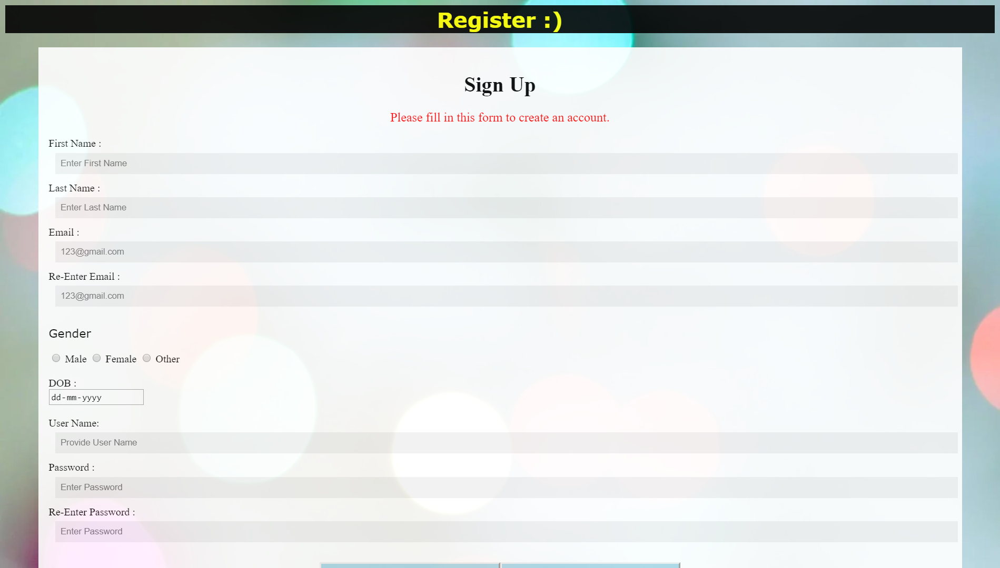 Register :)
Sign Up
Please fill in this form to create an account.
First Name :
Enter First Name
Last Name :
Enter Last Name
Email :
123@gmail.com
Re-Enter Email :
123@gmail.com
Gender
Male Female Other
DOB :
dd-mm-yyyy
User Name:
Provide User Name
Password :
Enter Password
Re-Enter Password :
Enter Password